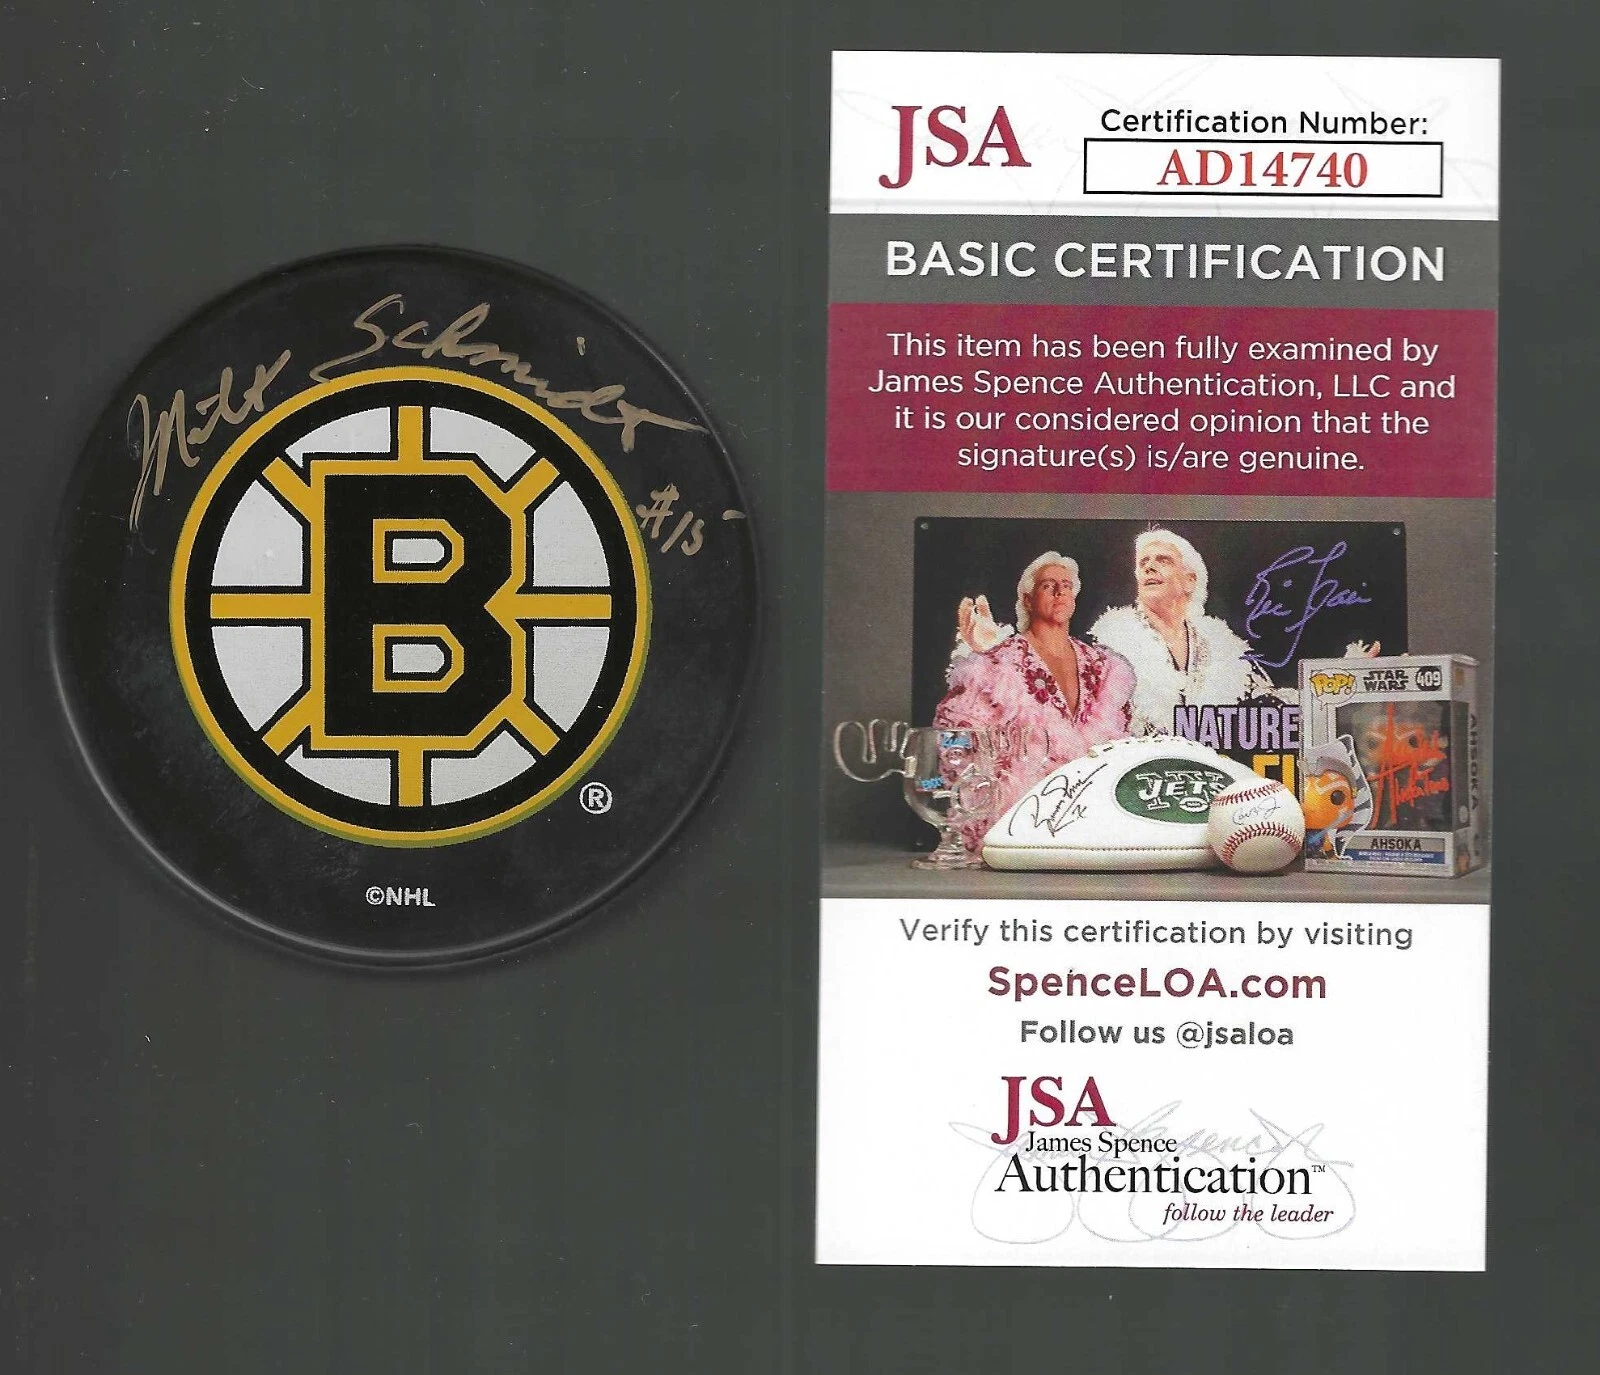 Milt Schmidt
#15
B
®
©NHL
JSA
Certification Number:
AD14740
BASIC CERTIFICATION
This item has been fully examined by
James Spence Authentication, LLC and
it is our considered opinion that the
signature(s) is/are genuine.
NATURE
JETS
POP!
STAR
WARS
409
AHSOKA
AHSOKA
Verify this certification by visiting
SpenceLOA.com
Follow us @jsaloa
JSA
James Spence
Authentication™
follow the leader